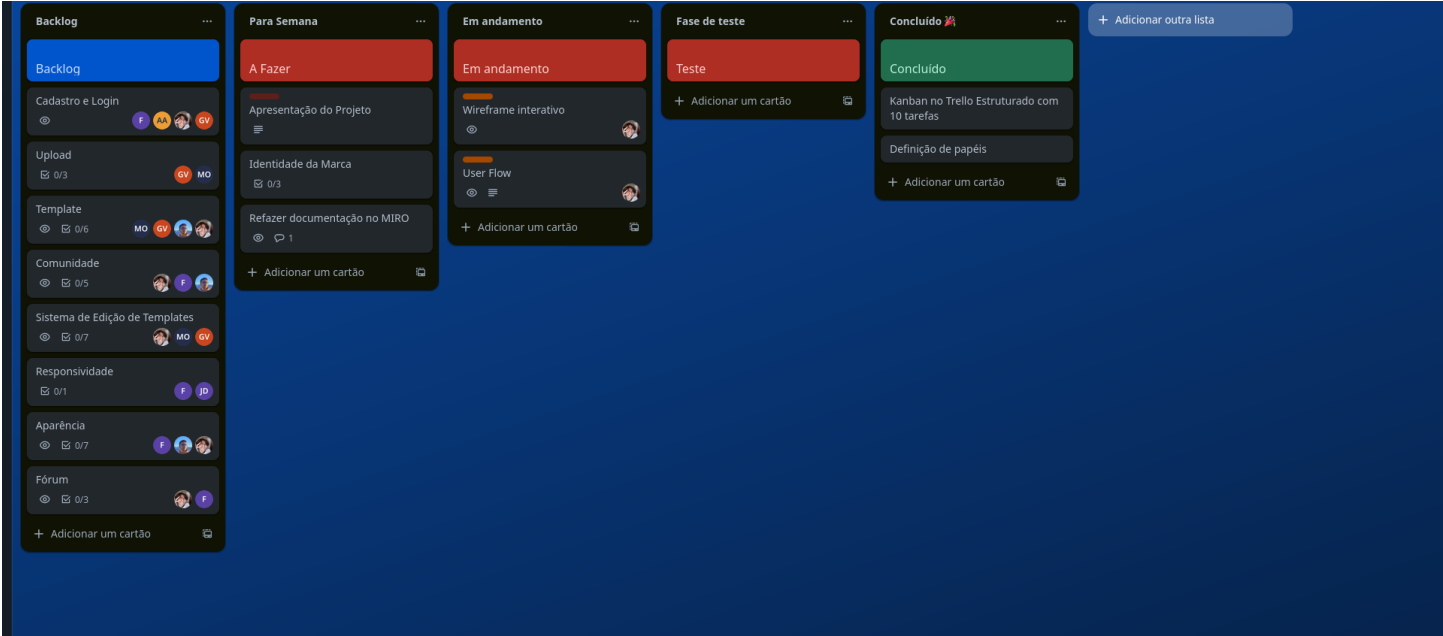 Backlog
Backlog
Cadastro e Login
F AA GV
Upload
0/3 GV MO
Template
0/6 MO GV
Comunidade
0/5 F
Sistema de Edição de Templates
0/7 MO GV
Responsividade
0/1 F JD
Aparência
0/7 F
Fórum
0/3 F
+ Adicionar um cartão
Para Semana
A Fazer
Apresentação do Projeto
Identidade da Marca
0/3
Refazer documentação no MIRO
1
+ Adicionar um cartão
Em andamento
Em andamento
Wireframe interativo
User Flow
+ Adicionar um cartão
Fase de teste
Teste
+ Adicionar um cartão
Concluído 🎉
Concluído
Kanban no Trello Estruturado com
10 tarefas
Definição de papéis
+ Adicionar um cartão
+ Adicionar outra lista